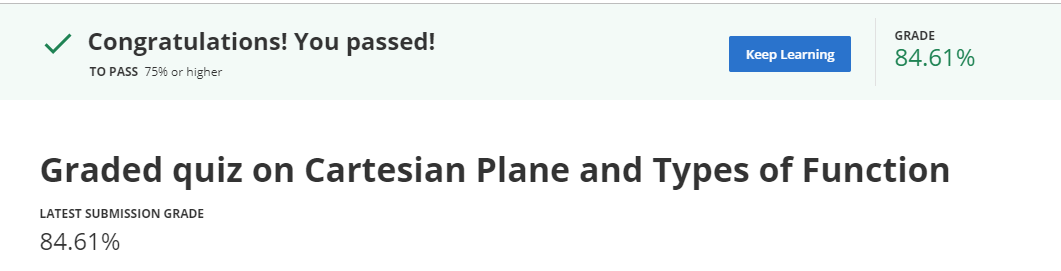 Congratulations! You passed!
TO PASS 75% or higher
Keep Learning
GRADE
84.61%
Graded quiz on Cartesian Plane and Types of Function
LATEST SUBMISSION GRADE
84.61%